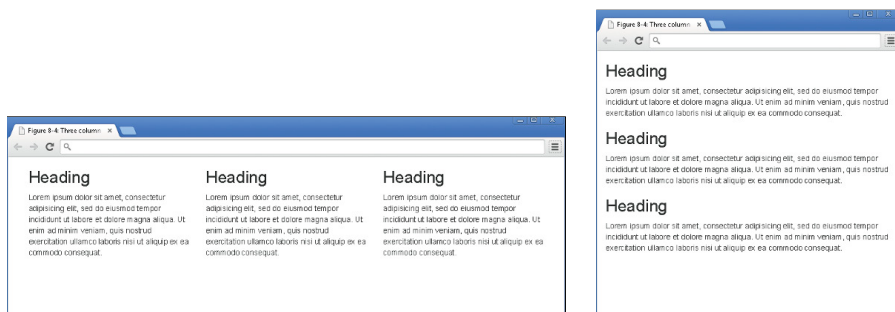 Figure 8-4: Three column
Heading
Lorem ipsum dolor sit amet, consectetur
adipisicing elit, sed do eiusmod tempor
incididunt ut labore et dolore magna aliqua. Ut
enim ad minim veniam, quis nostrud
exercitation ullamco laboris nisi ut aliquip ex ea
commodo consequat.
Heading
Lorem ipsum dolor sit amet, consectetur
adipisicing elit, sed do eiusmod tempor
incididunt ut labore et dolore magna aliqua. Ut
enim ad minim veniam, quis nostrud
exercitation ullamco laboris nisi ut aliquip ex ea
commodo consequat.
Heading
Lorem ipsum dolor sit amet, consectetur
adipisicing elit, sed do eiusmod tempor
incididunt ut labore et dolore magna aliqua. Ut
enim ad minim veniam, quis nostrud
exercitation ullamco laboris nisi ut aliquip ex ea
commodo consequat.
Figure 8-4: Three column
Heading
Lorem ipsum dolor sit amet, consectetur adipisicing elit, sed do eiusmod tempor
incididunt ut labore et dolore magna aliqua. Ut enim ad minim veniam, quis nostrud
exercitation ullamco laboris nisi ut aliquip ex ea commodo consequat.
Heading
Lorem ipsum dolor sit amet, consectetur adipisicing elit, sed do eiusmod tempor
incididunt ut labore et dolore magna aliqua. Ut enim ad minim veniam, quis nostrud
exercitation ullamco laboris nisi ut aliquip ex ea commodo consequat.
Heading
Lorem ipsum dolor sit amet, consectetur adipisicing elit, sed do eiusmod tempor
incididunt ut labore et dolore magna aliqua. Ut enim ad minim veniam, quis nostrud
exercitation ullamco laboris nisi ut aliquip ex ea commodo consequat.